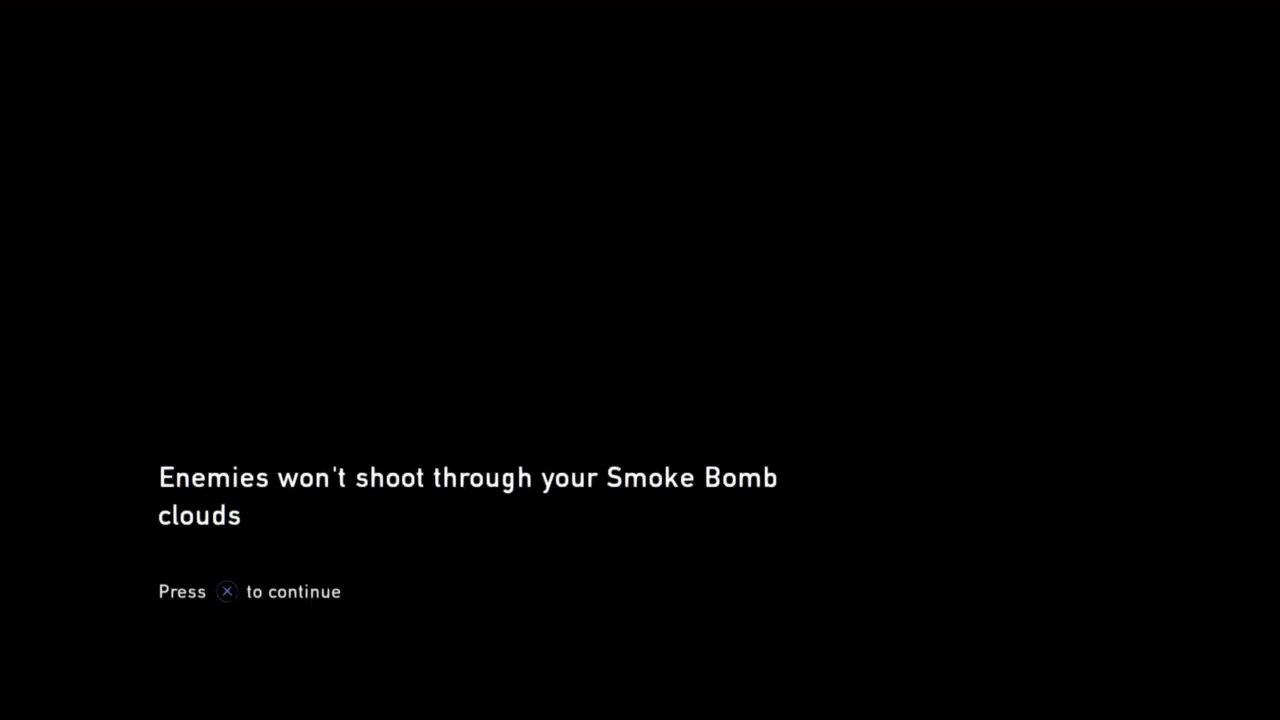 Enemies won't shoot through your Smoke Bomb
clouds
Press ⓧ to continue